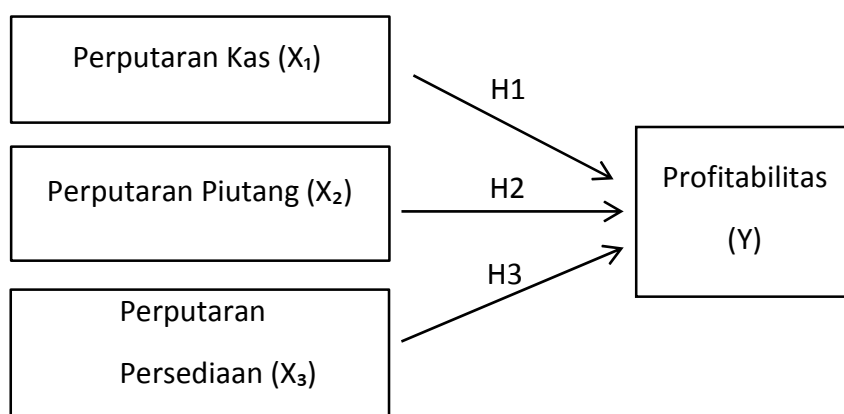 Perputaran Kas (X₁)
H1
Perputaran Piutang (X₂)
H2
Profitabilitas
(Y)
H3
Perputaran
Persediaan (X₃)